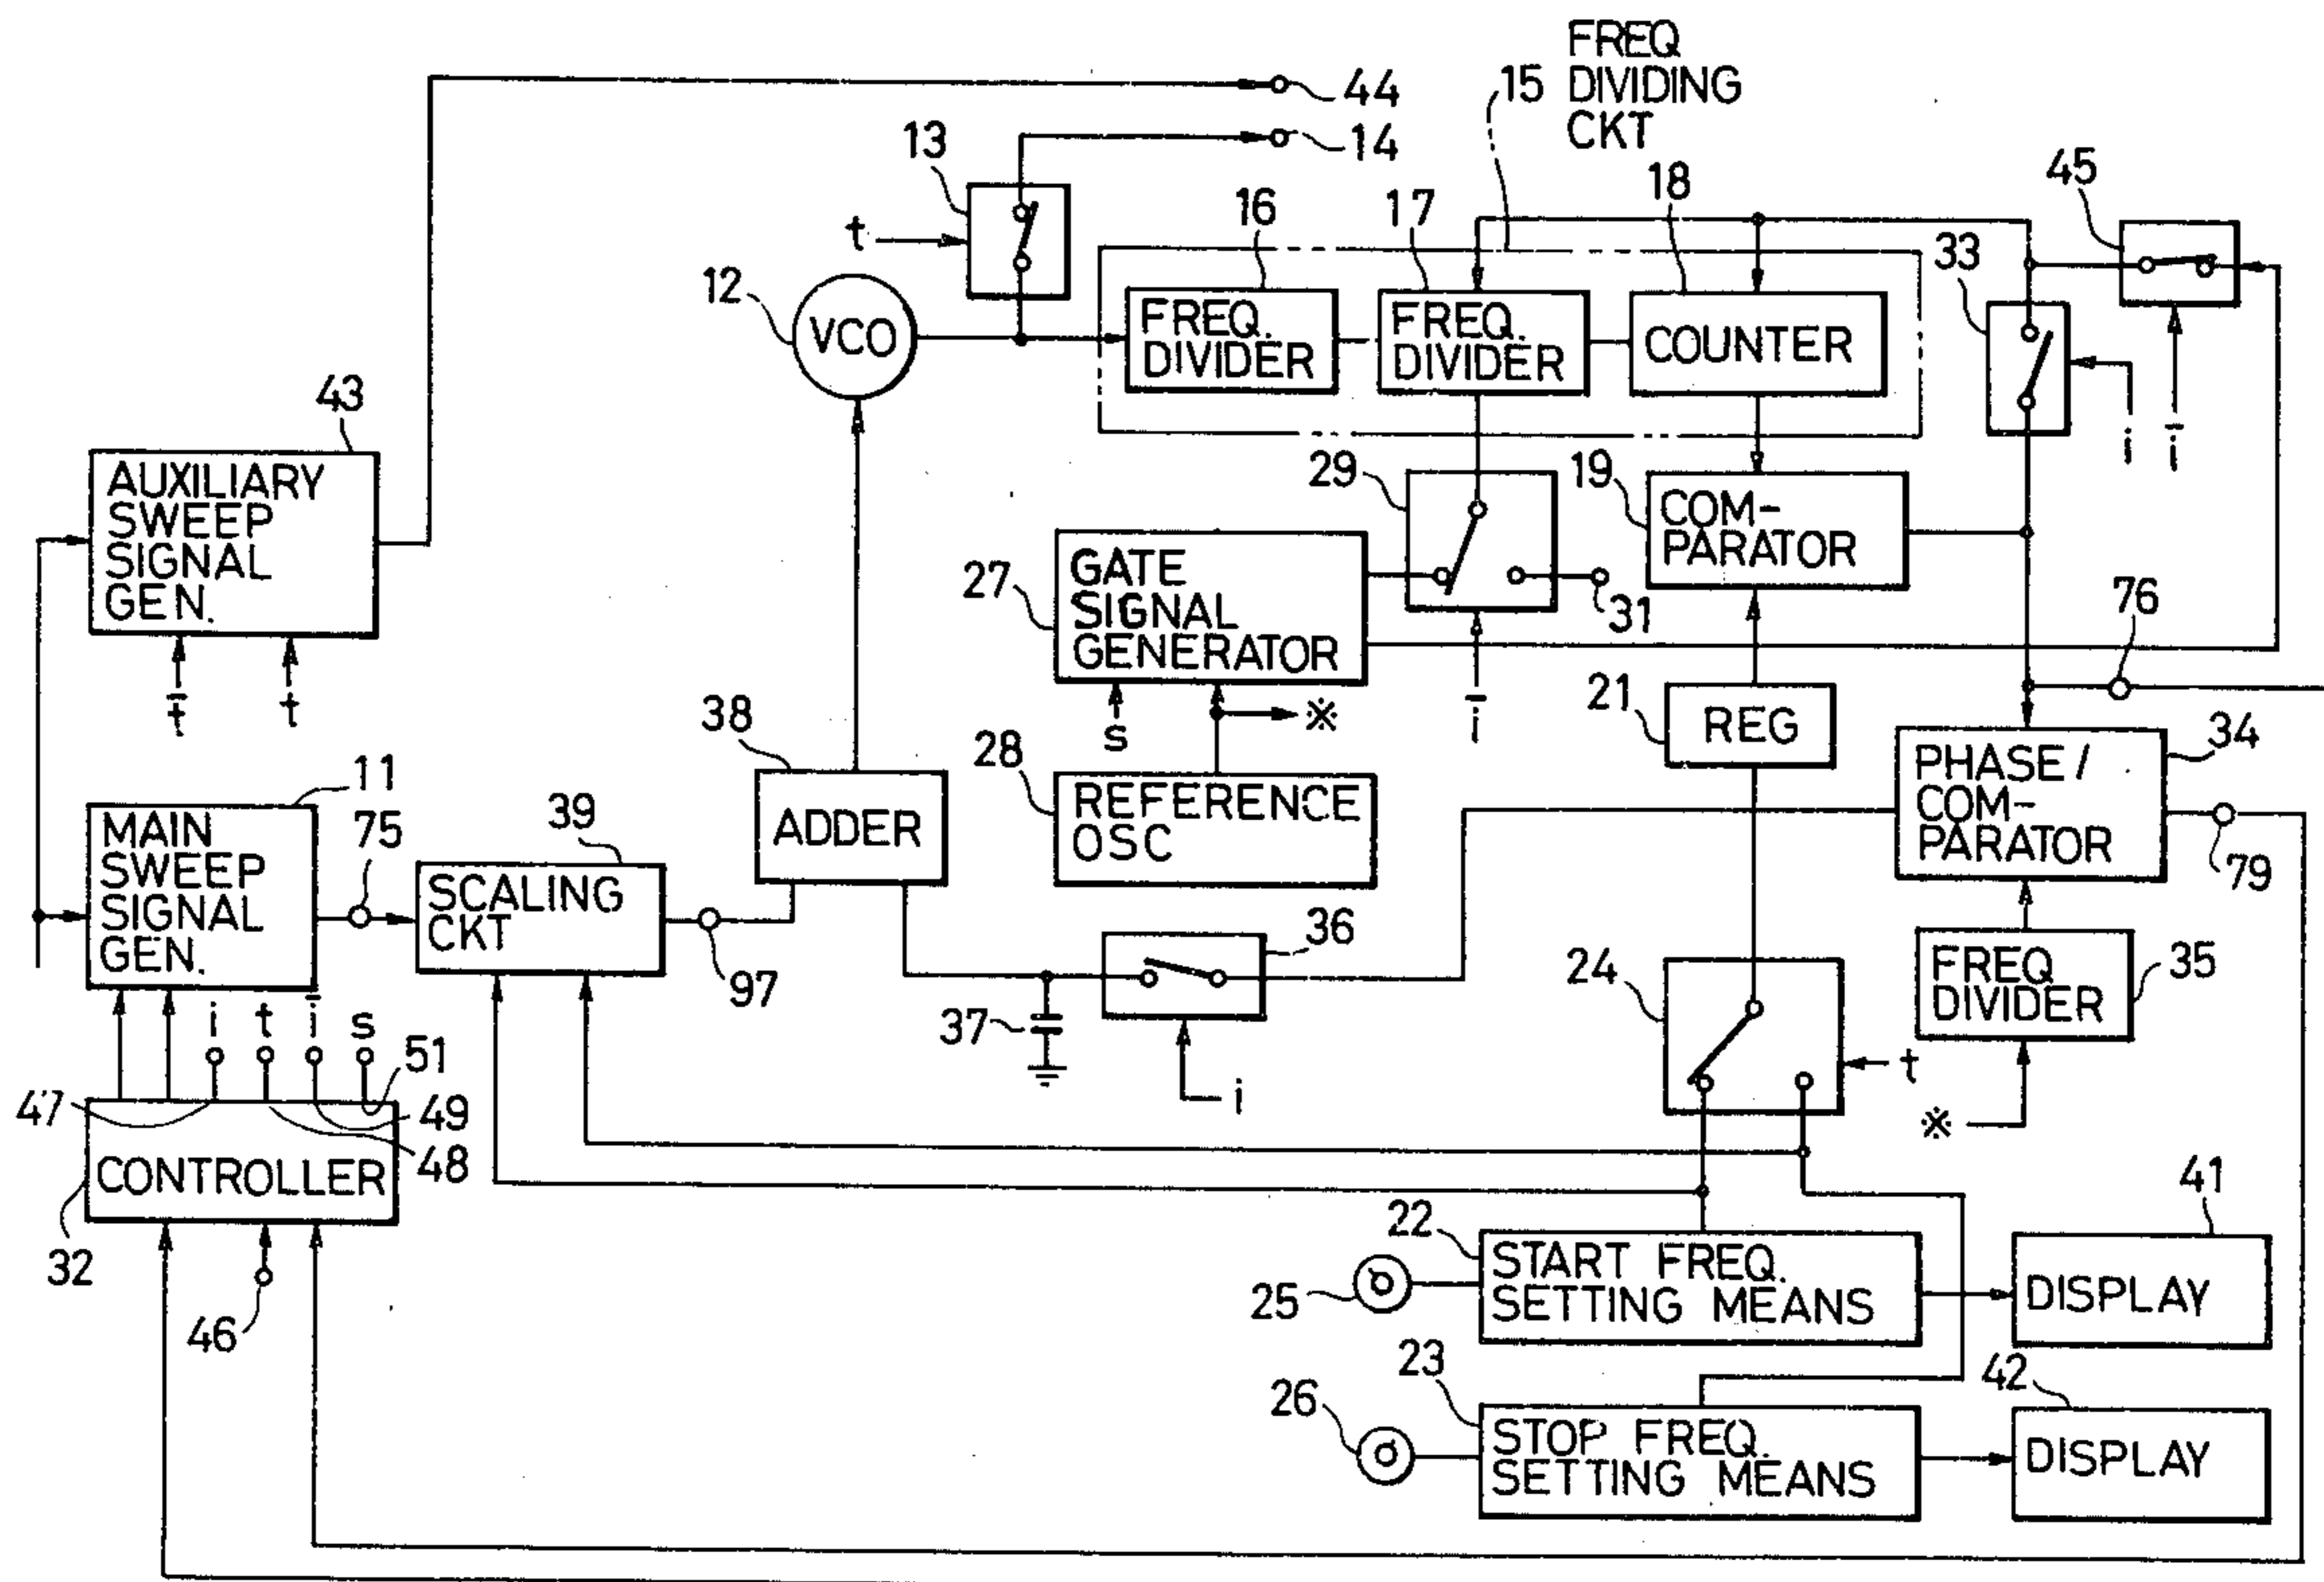 FREQ
15 DIVIDING
CKT
44
14
13
t
16
17
18
45
33
12
VCO
FREQ.
DIVIDER
FREQ.
DIVIDER
COUNTER
i
i̅
43
AUXILIARY
SWEEP
SIGNAL
GEN.
t̅
t
29
19
COM-
PARATOR
27
GATE
SIGNAL
GENERATOR
31
76
s
※
i̅
21
REG
38
ADDER
28
REFERENCE
OSC
34
PHASE/
COM-
PARATOR
79
11
MAIN
SWEEP
SIGNAL
GEN.
75
39
SCALING
CKT
97
36
37
i
24
t
FREQ
DIVIDER
35
※
i
t
i̅
s
51
47
49
48
CONTROLLER
32
46
22
START FREQ.
SETTING MEANS
25
41
DISPLAY
23
STOP FREQ.
SETTING MEANS
26
42
DISPLAY